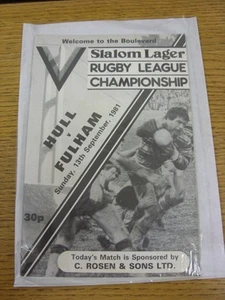 Welcome to the Boulevard
Slalom Lager
RUGBY LEAGUE
CHAMPIONSHIP
HULL
v
FULHAM
Sunday, 13th September, 1981
30p
Today's Match is Sponsored by
C. ROSEN & SONS LTD.